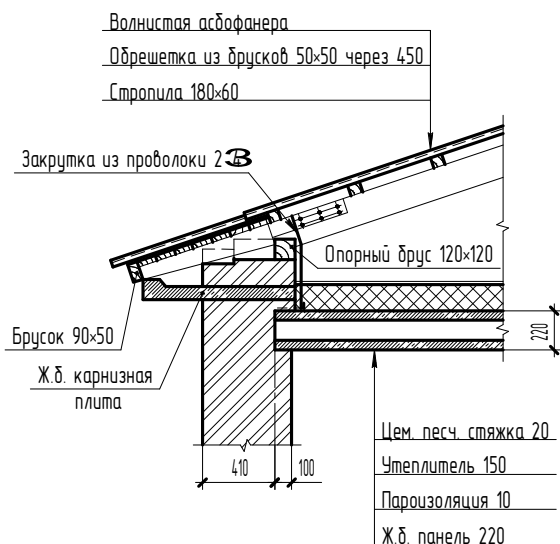 Волнистая асбофанера
Обрешетка из брусков 50×50 через 450
Стропила 180×60
Закрутка из проволоки 2
Опорный брус 120×120
Брусок 90×50
Ж.б. карнизная
плита
220
Цем. песч. стяжка 20
410
100
Утеплитель 150
Пароизоляция 10
Ж.б. панель 220